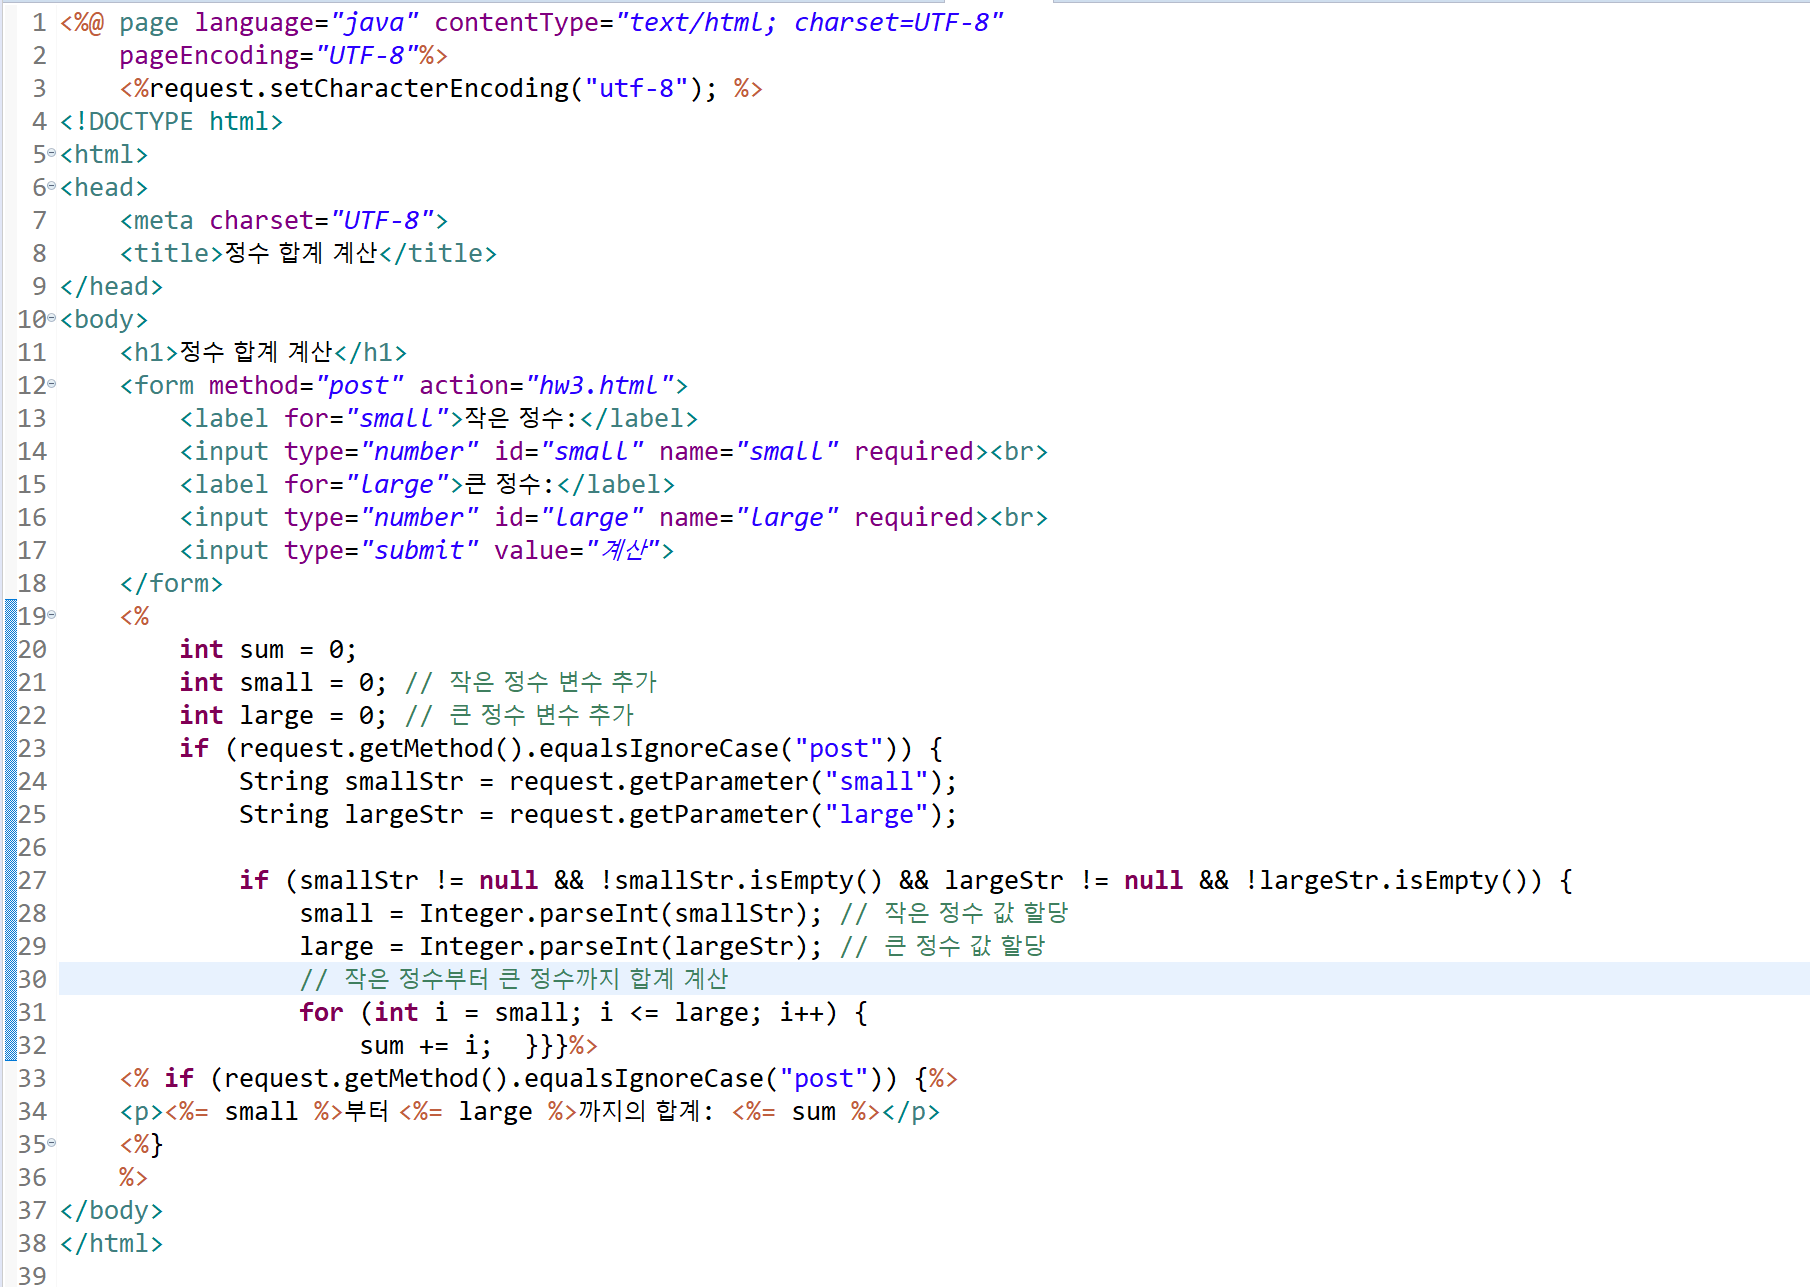 1 <%@ page language="java" contentType="text/html; charset=UTF-8"
2     pageEncoding="UTF-8"%>
3     <%request.setCharacterEncoding("utf-8"); %>
4 <!DOCTYPE html>
5 <html>
6 <head>
7     <meta charset="UTF-8">
8     <title>정수 합계 계산</title>
9 </head>
10 <body>
11     <h1>정수 합계 계산</h1>
12     <form method="post" action="hw3.html">
13         <label for="small">작은 정수:</label>
14         <input type="number" id="small" name="small" required><br>
15         <label for="large">큰 정수:</label>
16         <input type="number" id="large" name="large" required><br>
17         <input type="submit" value="계산">
18     </form>
19     <%
20         int sum = 0;
21         int small = 0; // 작은 정수 변수 추가
22         int large = 0; // 큰 정수 변수 추가
23         if (request.getMethod().equalsIgnoreCase("post")) {
24             String smallStr = request.getParameter("small");
25             String largeStr = request.getParameter("large");
26
27             if (smallStr != null && !smallStr.isEmpty() && largeStr != null && !largeStr.isEmpty()) {
28                 small = Integer.parseInt(smallStr); // 작은 정수 값 할당
29                 large = Integer.parseInt(largeStr); // 큰 정수 값 할당
30                 // 작은 정수부터 큰 정수까지 합계 계산
31                 for (int i = small; i <= large; i++) {
32                     sum += i;  }}}%>
33     <% if (request.getMethod().equalsIgnoreCase("post")) {%>
34     <p><%= small %>부터 <%= large %>까지의 합계: <%= sum %></p>
35     <%}
36     %>
37 </body>
38 </html>
39